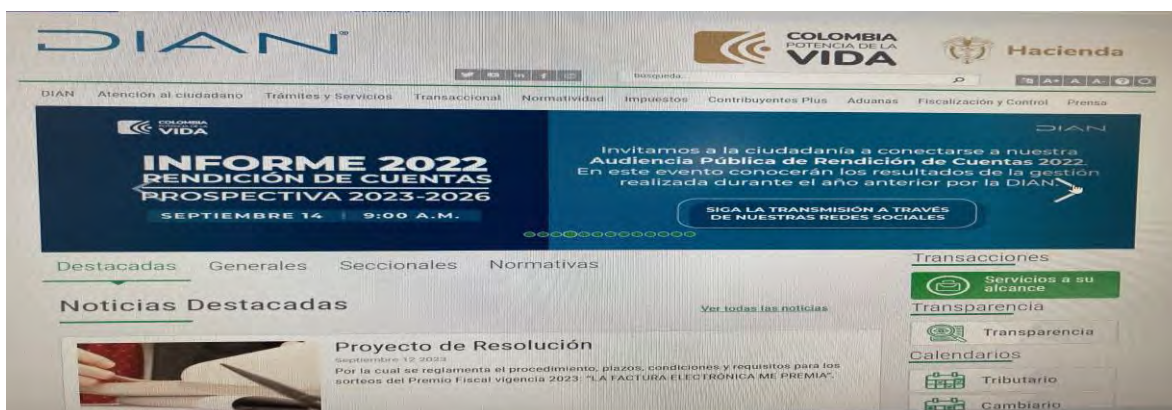 DIAN
COLOMBIA
POTENCIA DE LA
VIDA
Hacienda
Búsqueda...
A+ A A-
DIAN Atención al ciudadano Trámites y Servicios Transaccional Normatividad Impuestos Contribuyentes Plus Aduanas Fiscalización y Control Prensa
COLOMBIA
POTENCIA DE LA
VIDA
INFORME 2022
RENDICIÓN DE CUENTAS
PROSPECTIVA 2023-2026
SEPTIEMBRE 14 | 9:00 A.M.
DIAN
Invitamos a la ciudadanía a conectarse a nuestra
Audiencia Pública de Rendición de Cuentas 2022.
En este evento conocerán los resultados de la gestión
realizada durante el año anterior por la DIAN.
SIGA LA TRANSMISIÓN A TRAVÉS
DE NUESTRAS REDES SOCIALES
Destacadas Generales Seccionales Normativas
Noticias Destacadas
Ver todas las noticias
Proyecto de Resolución
Septiembre 12 2023
Por la cual se reglamenta el procedimiento, plazos, condiciones y requisitos para los
sorteos del Premio Fiscal vigencia 2023: "LA FACTURA ELECTRÓNICA ME PREMIA".
Transacciones
Servicios a su
alcance
Transparencia
Transparencia
Calendarios
Tributario
Cambiario